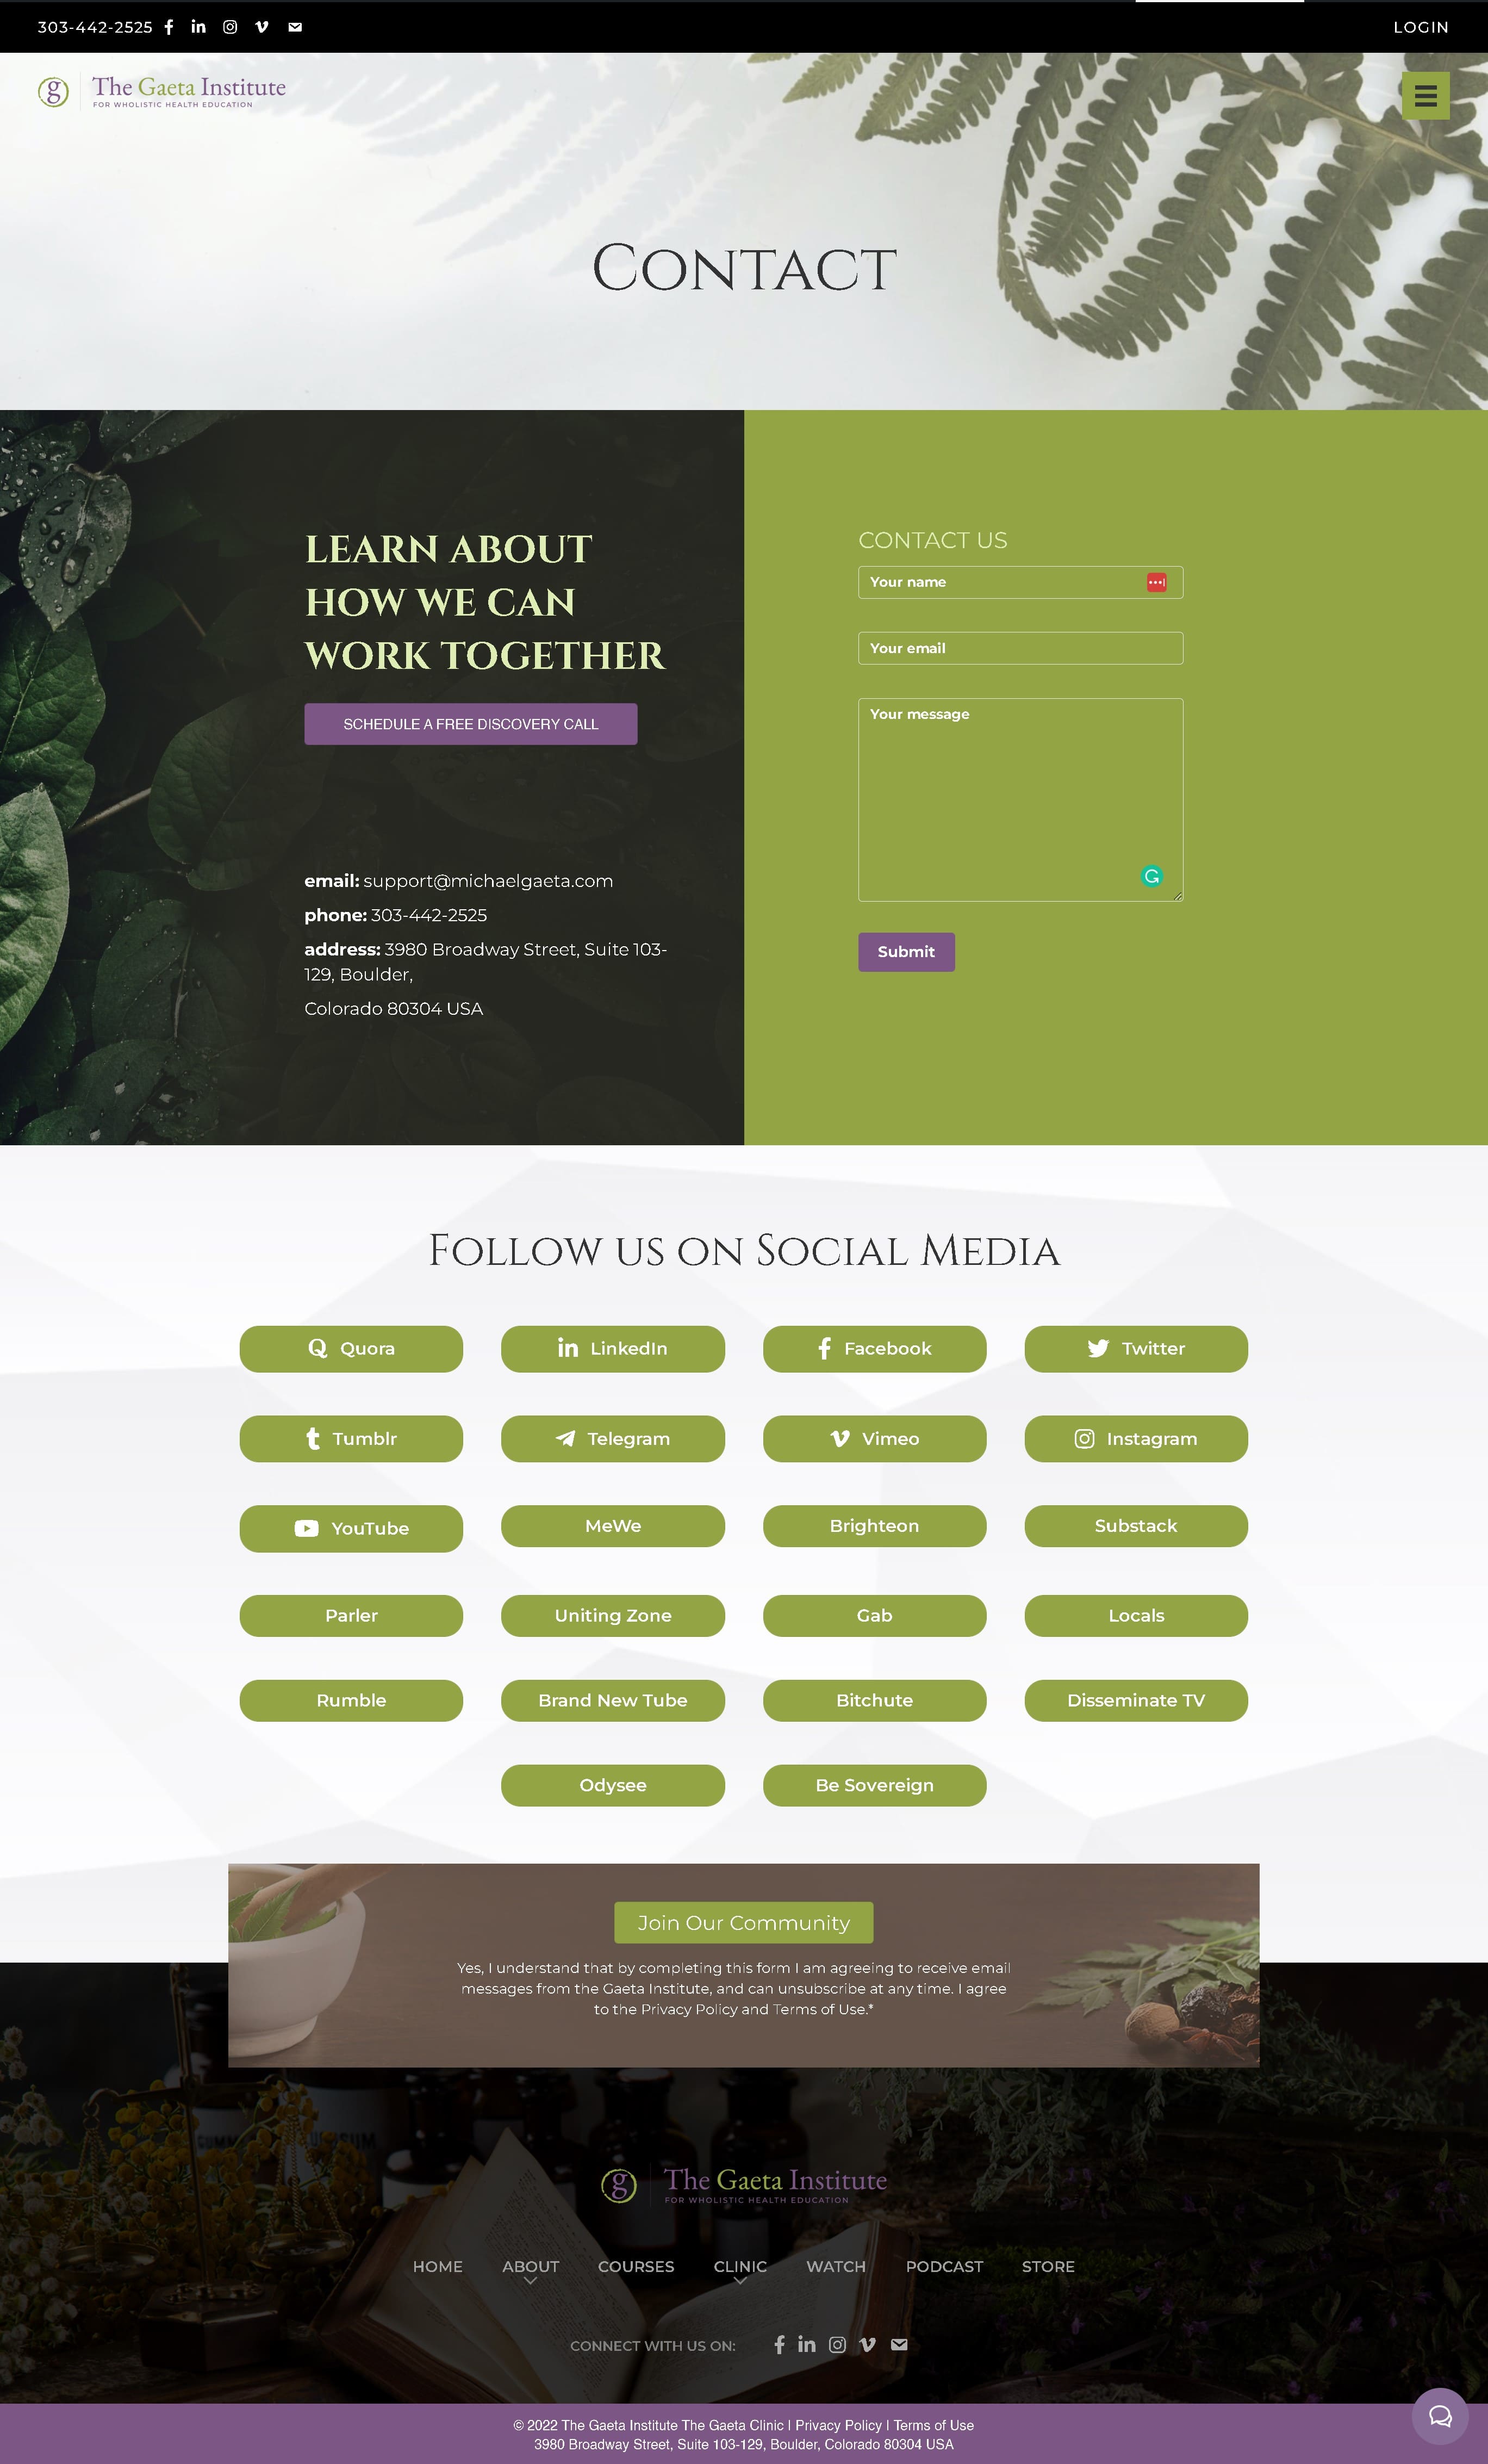 303-442-2525
LOGIN
g The Gaeta Institute
FOR WHOLISTIC HEALTH EDUCATION
CONTACT
LEARN ABOUT
HOW WE CAN
WORK TOGETHER
SCHEDULE A FREE DISCOVERY CALL
email: support@michaelgaeta.com
phone: 303-442-2525
address: 3980 Broadway Street, Suite 103-
129, Boulder,
Colorado 80304 USA
CONTACT US
Your name
Your email
Your message
Submit
FOLLOW US ON SOCIAL MEDIA
Quora LinkedIn Facebook Twitter
Tumblr Telegram Vimeo Instagram
YouTube MeWe Brighteon Substack
Parler Uniting Zone Gab Locals
Rumble Brand New Tube Bitchute Disseminate TV
Odysee Be Sovereign
Join Our Community
Yes, I understand that by completing this form I am agreeing to receive email
messages from the Gaeta Institute, and can unsubscribe at any time. I agree
to the Privacy Policy and Terms of Use.*
g The Gaeta Institute
FOR WHOLISTIC HEALTH EDUCATION
HOME ABOUT COURSES CLINIC WATCH PODCAST STORE
CONNECT WITH US ON:
© 2022 The Gaeta Institute The Gaeta Clinic | Privacy Policy | Terms of Use
3980 Broadway Street, Suite 103-129, Boulder, Colorado 80304 USA